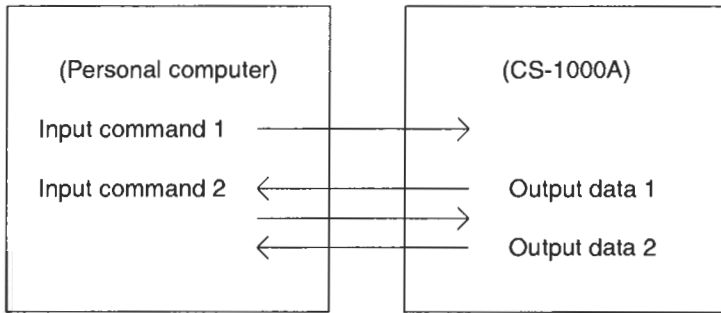 (Personal computer) (CS-1000A)
Input command 1
Input command 2 Output data 1
Output data 2